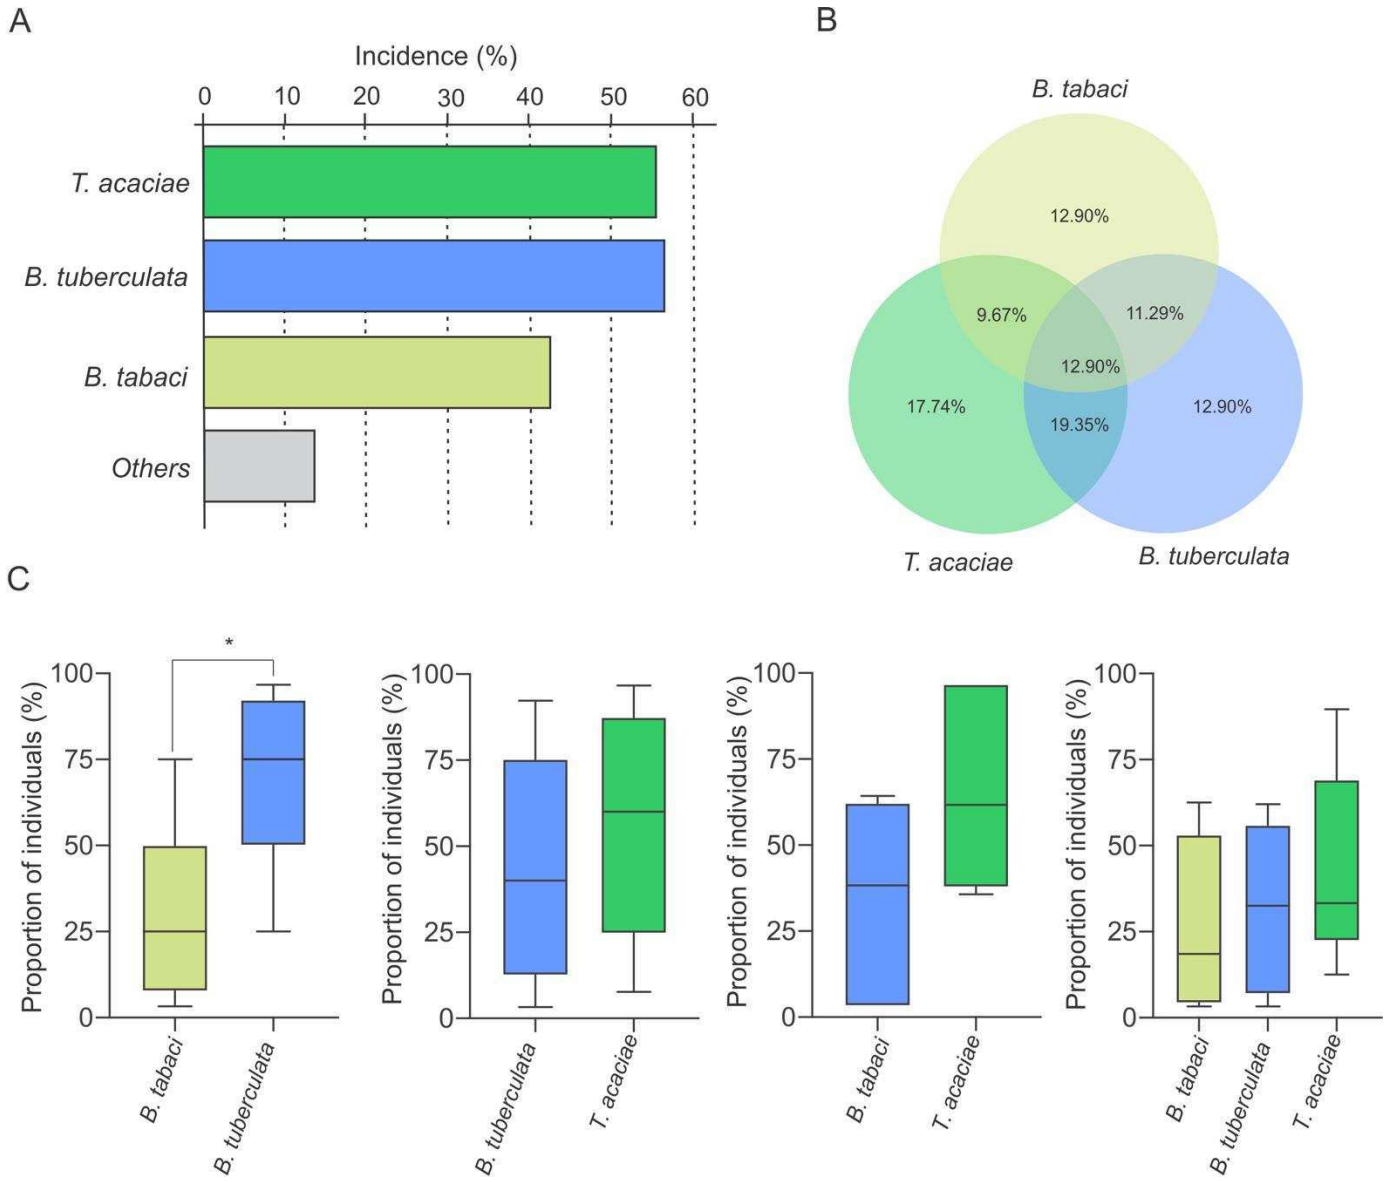 A
Incidence (%)
0 10 20 30 40 50 60
T. acaciae
B. tuberculata
B. tabaci
Others
B
B. tabaci
12.90%
9.67%
11.29%
12.90%
17.74%
19.35%
12.90%
T. acaciae
B. tuberculata
C
*
Proportion of individuals (%)
100
75
50
25
0
B. tabaci
B. tuberculata
Proportion of individuals (%)
100
75
50
25
0
B. tuberculata
T. acaciae
Proportion of individuals (%)
100
75
50
25
0
B. tabaci
T. acaciae
Proportion of individuals (%)
100
75
50
25
0
B. tabaci
B. tuberculata
T. acaciae